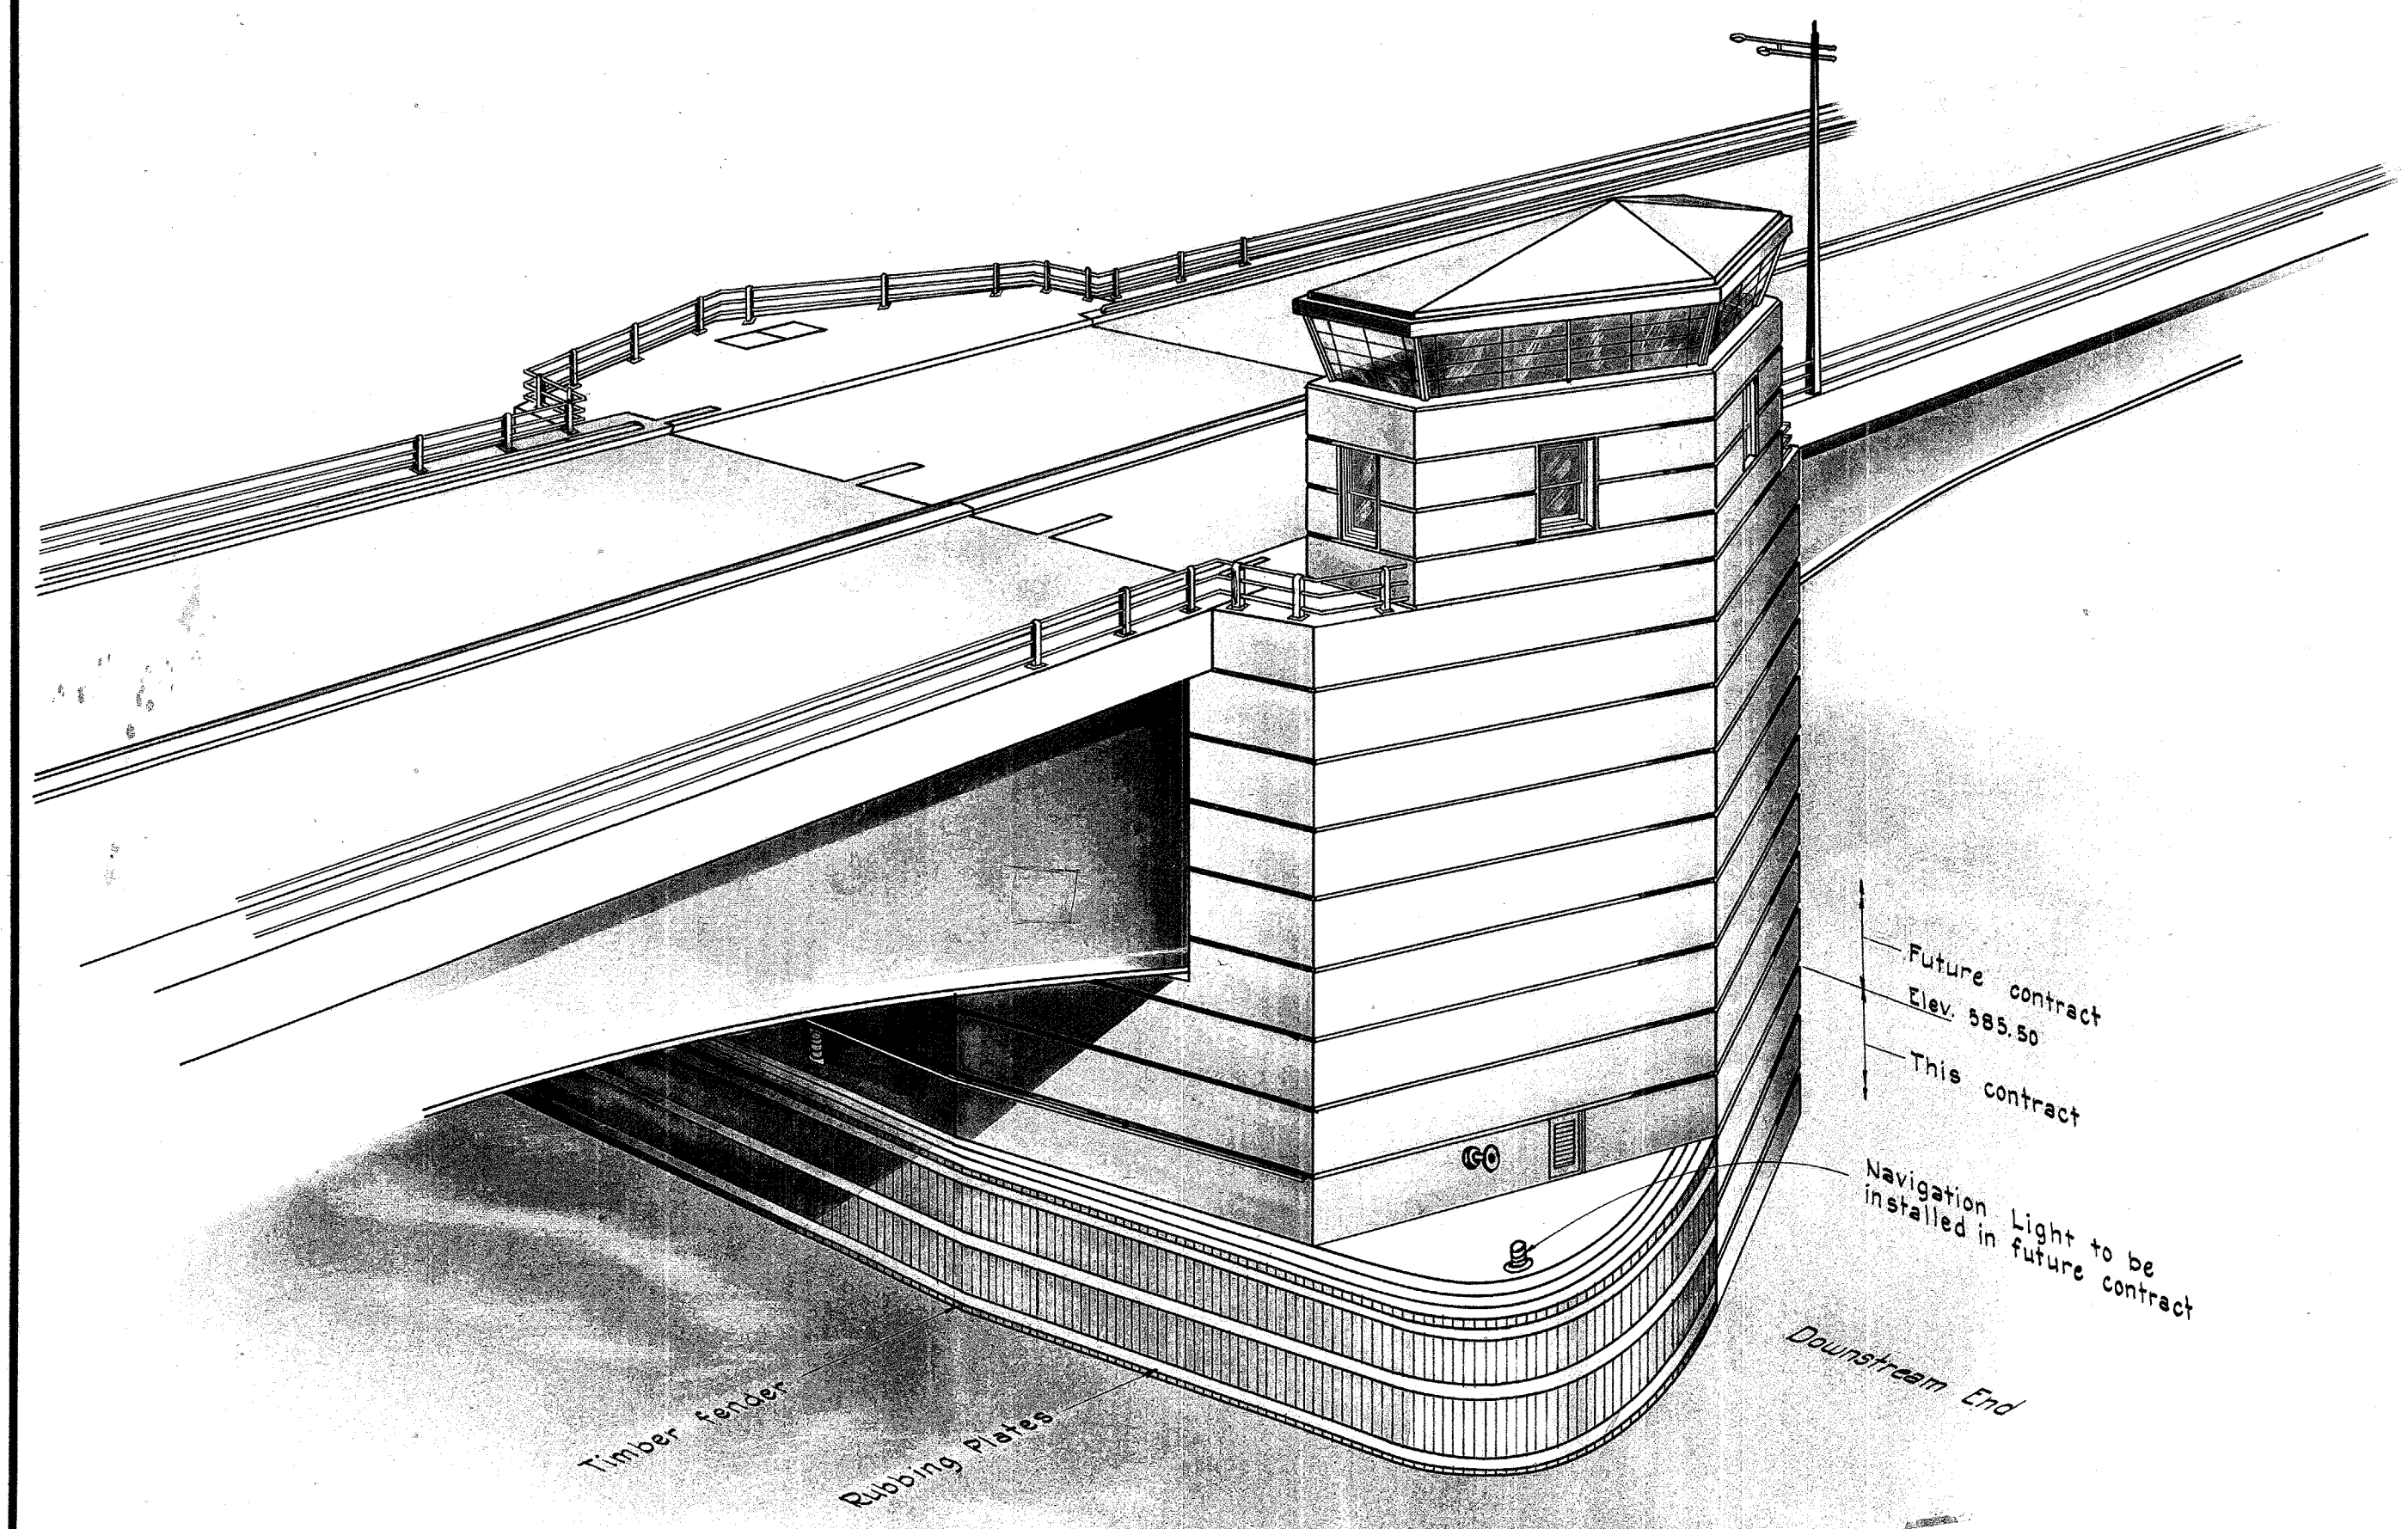 Future contract
Elev. 585.50
This contract
Navigation Light to be
installed in future contract
Downstream End
Timber fender
Rubbing Plates